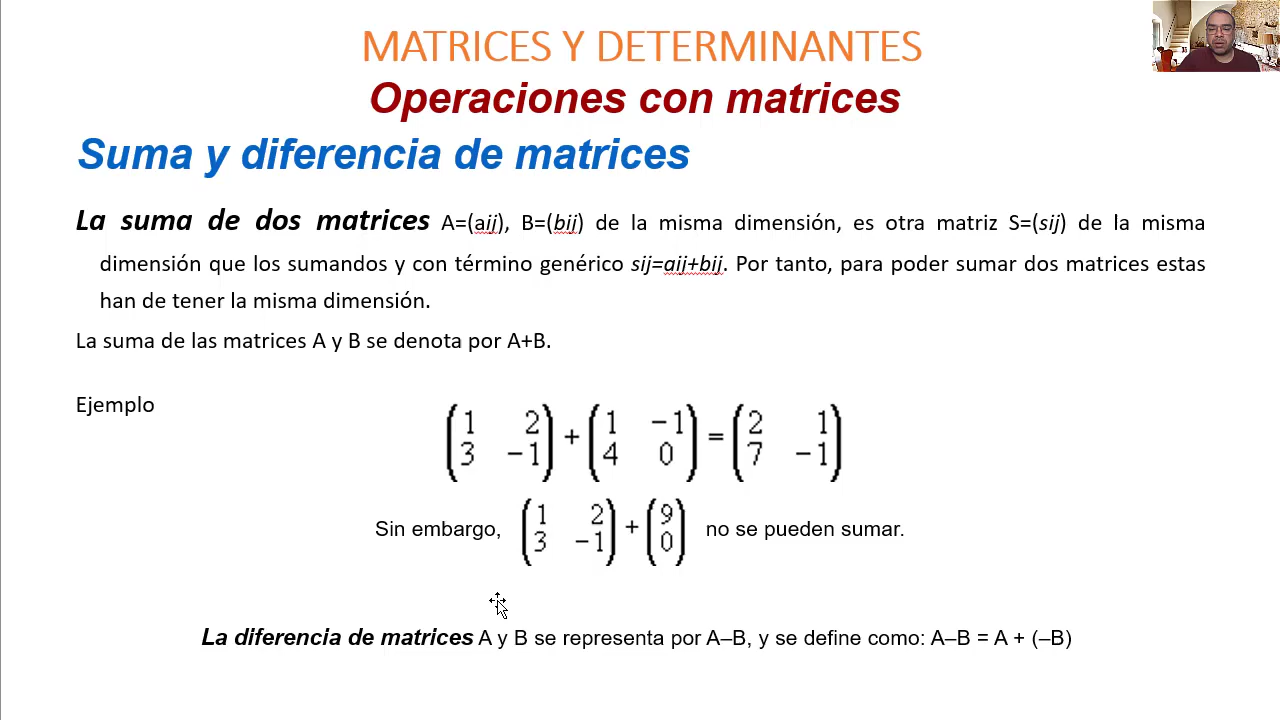 MATRICES Y DETERMINANTES
Operaciones con matrices
Suma y diferencia de matrices
La suma de dos matrices A=(aij), B=(bij) de la misma dimensión, es otra matriz S=(sij) de la misma
dimensión que los sumandos y con término genérico sij=aij+bij. Por tanto, para poder sumar dos matrices estas
han de tener la misma dimensión.
La suma de las matrices A y B se denota por A+B.
Ejemplo
(1 2 3 −1) + (1 −1 4 0) = (2 1 7 −1)
Sin embargo, (1 2 3 −1) + (9 0) no se pueden sumar.
La diferencia de matrices A y B se representa por A–B, y se define como: A–B = A + (–B)